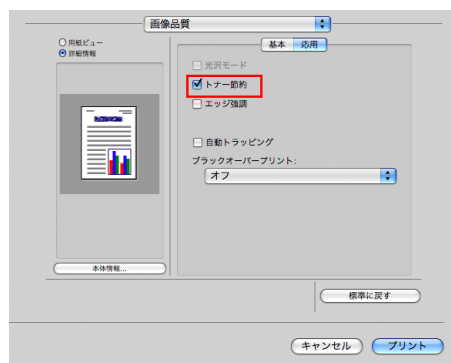 画像品質
用紙ビュー
詳細情報
基本 応用
光沢モード
トナー節約
エッジ強調
自動トラッピング
ブラックオーバープリント:
オフ
本体情報...
標準に戻す
キャンセル プリント